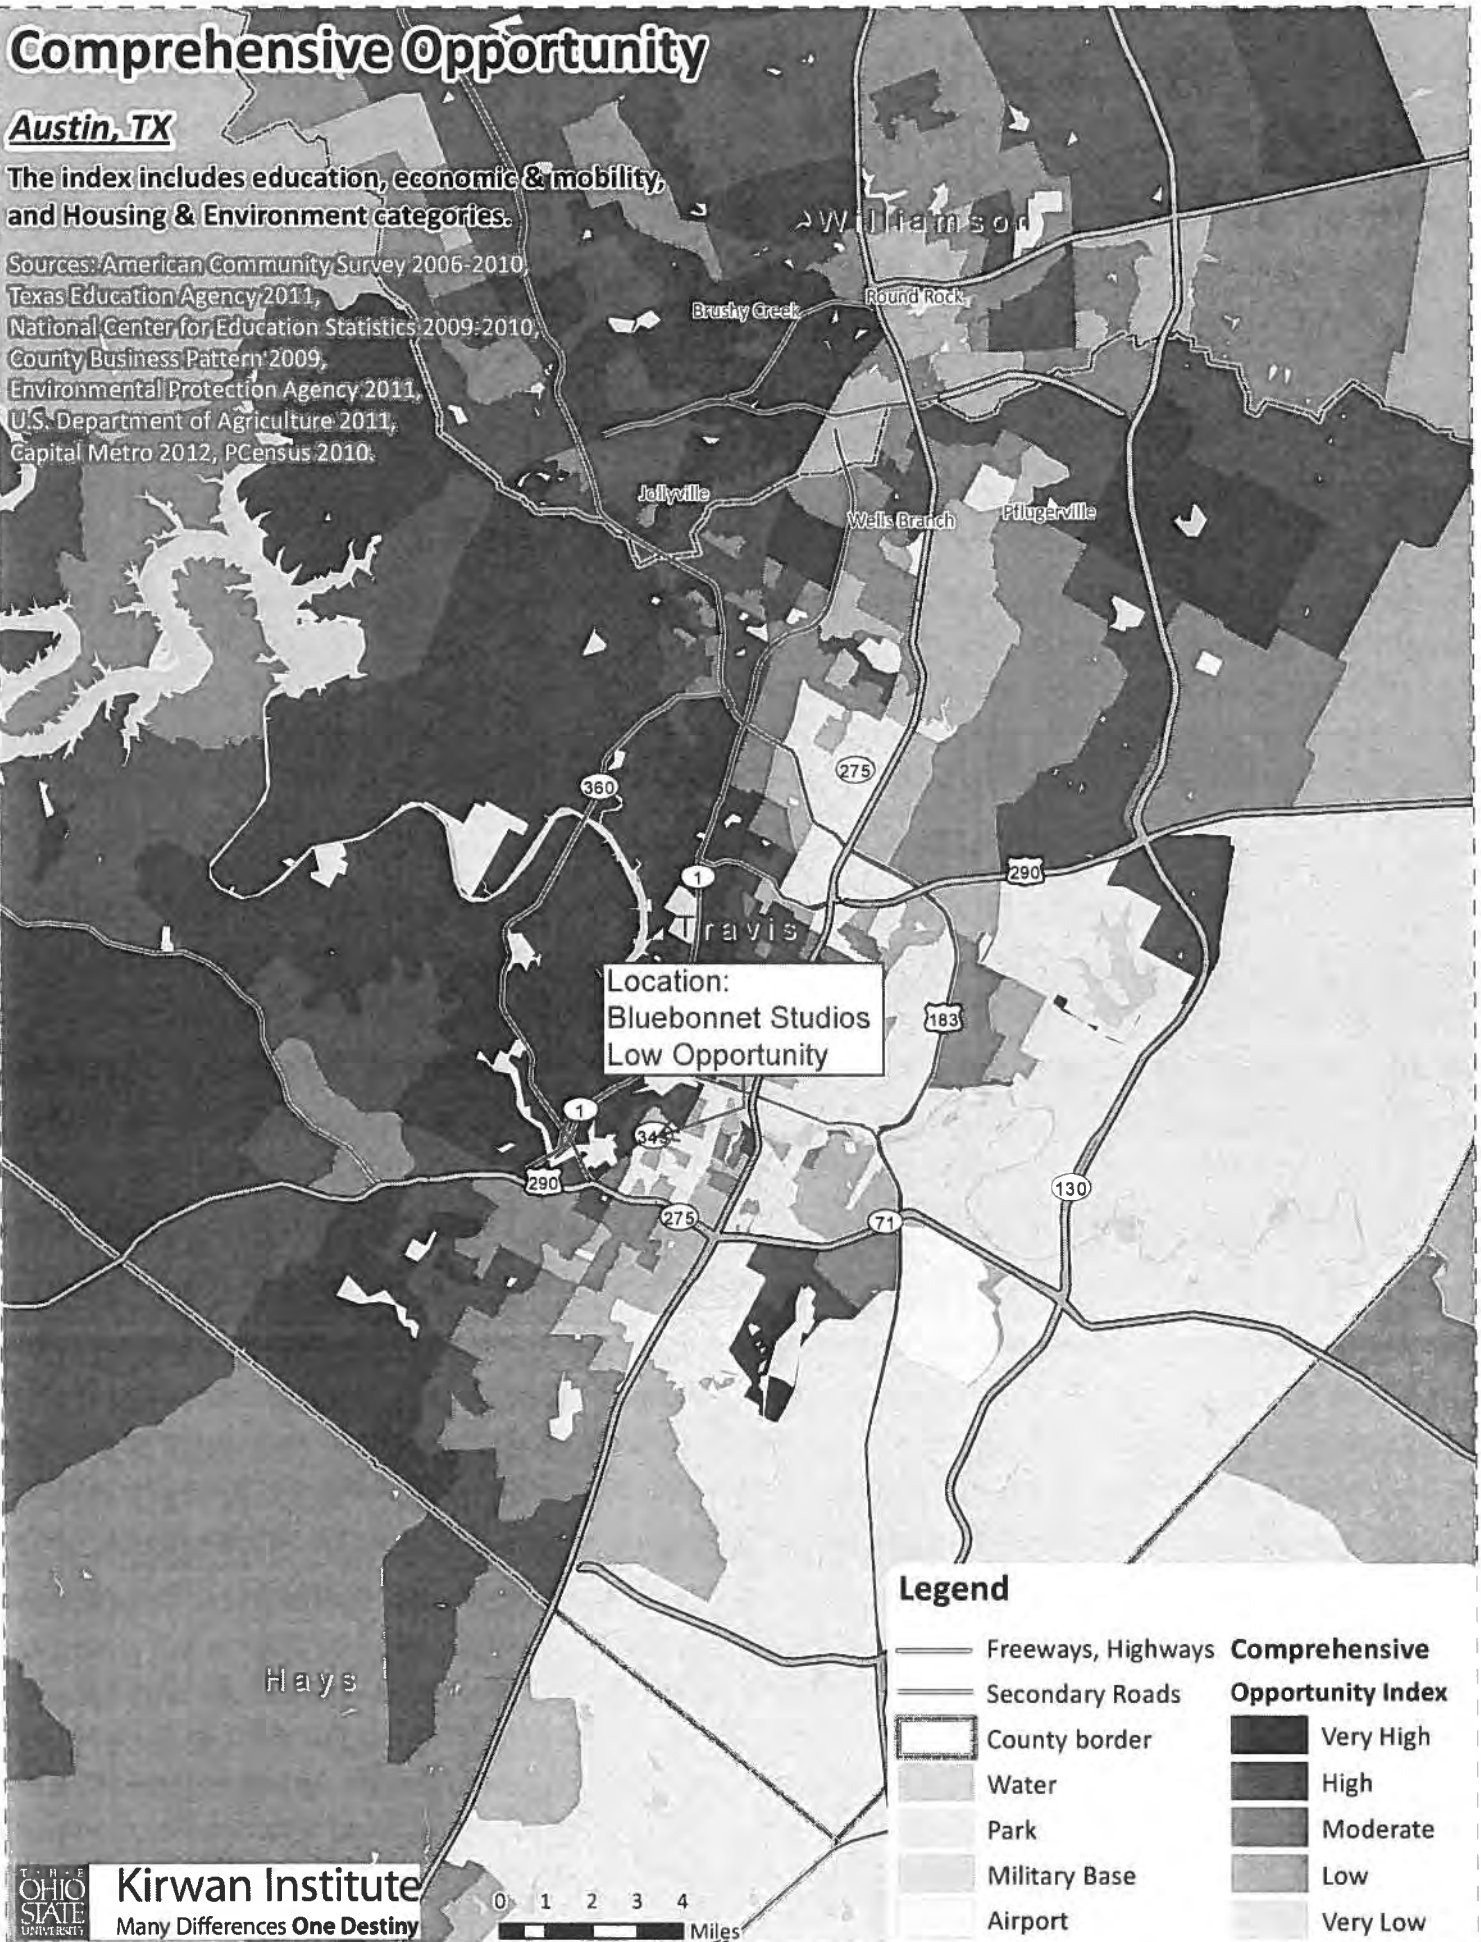 Comprehensive Opportunity
Austin, TX
The index includes education, economic & mobility,
and Housing & Environment categories.
Sources: American Community Survey 2006-2010,
Texas Education Agency 2011,
National Center for Education Statistics 2009-2010,
County Business Pattern 2009,
Environmental Protection Agency 2011,
U.S. Department of Agriculture 2011,
Capital Metro 2012, PCensus 2010.
Williamson
Brushy Creek
Round Rock
Jollyville
Wells Branch
Pflugerville
275
360
290
1
Travis
Location:
Bluebonnet Studios
Low Opportunity
183
1
343
290
130
275
71
Hays
Legend
Freeways, Highways
Secondary Roads
County border
Water
Park
Military Base
Airport
Comprehensive
Opportunity Index
Very High
High
Moderate
Low
Very Low
T · H · E
OHIO
STATE
UNIVERSITY
Kirwan Institute
Many Differences One Destiny
0 1 2 3 4
Miles